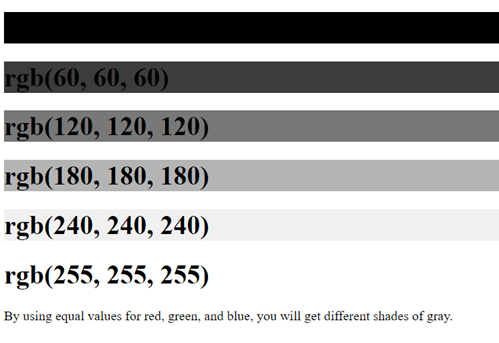 rgb(60, 60, 60)
rgb(120, 120, 120)
rgb(180, 180, 180)
rgb(240, 240, 240)
rgb(255, 255, 255)
By using equal values for red, green, and blue, you will get different shades of gray.